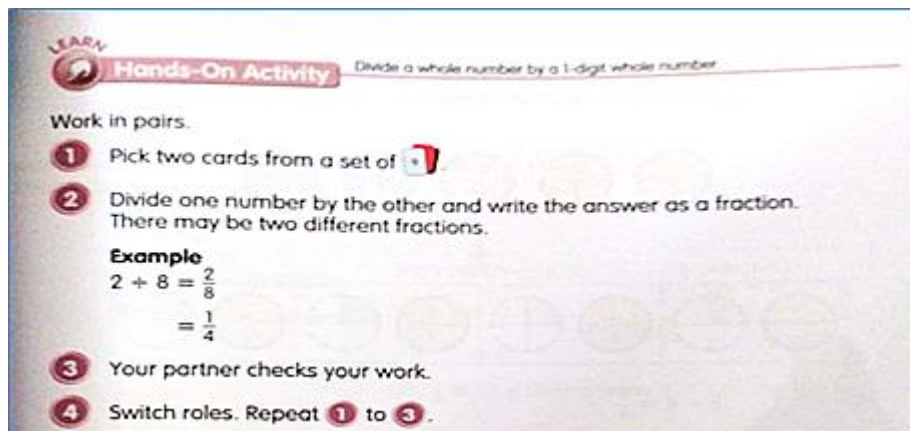 LEARN
Hands-On Activity
Divide a whole number by a 1-digit whole number
Work in pairs.
1 Pick two cards from a set of .
2 Divide one number by the other and write the answer as a fraction.
There may be two different fractions.
Example
2 ÷ 8 = 2/8
= 1/4
3 Your partner checks your work.
4 Switch roles. Repeat 1 to 3.